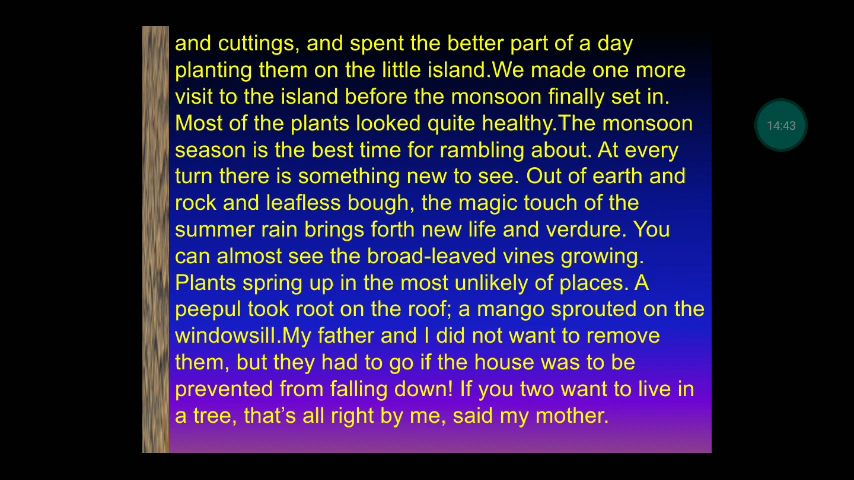 and cuttings, and spent the better part of a day
planting them on the little island.We made one more
visit to the island before the monsoon finally set in.
Most of the plants looked quite healthy.The monsoon
season is the best time for rambling about. At every
turn there is something new to see. Out of earth and
rock and leafless bough, the magic touch of the
summer rain brings forth new life and verdure. You
can almost see the broad-leaved vines growing.
Plants spring up in the most unlikely of places. A
peepul took root on the roof; a mango sprouted on the
windowsill.My father and I did not want to remove
them, but they had to go if the house was to be
prevented from falling down! If you two want to live in
a tree, that’s all right by me, said my mother.
14:43